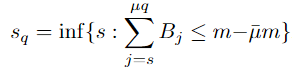 $s_q = \inf\{s : \sum_{j=s}^{\mu q} B_j \leq m - \bar{\mu} m\}$